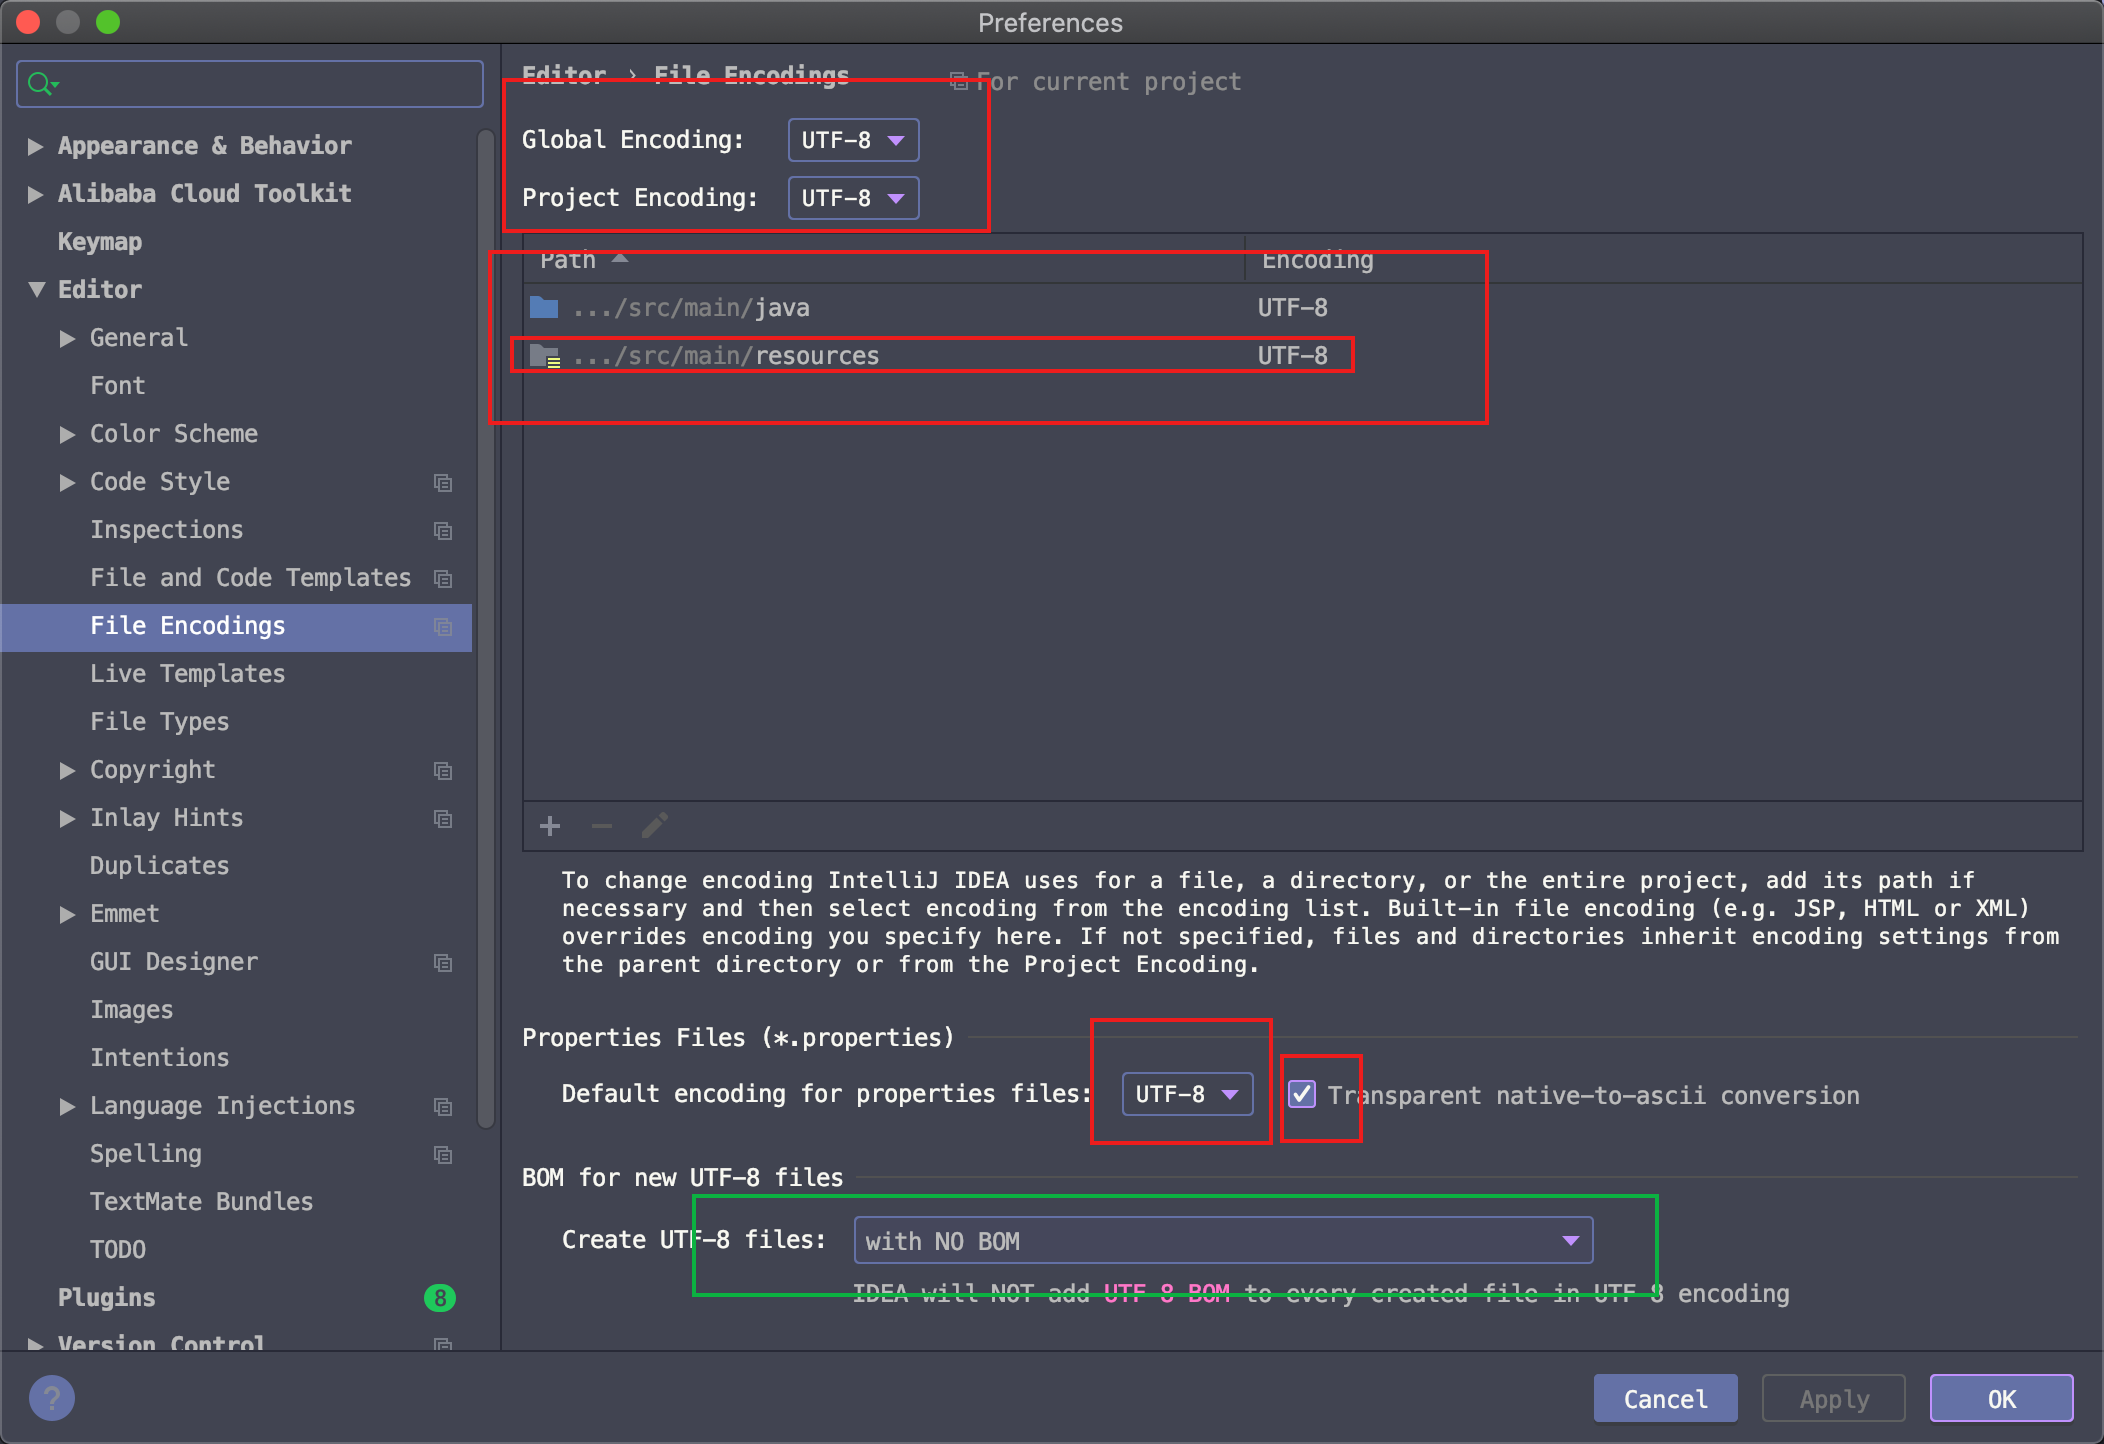 Preferences
Appearance & Behavior
Alibaba Cloud Toolkit
Keymap
Editor
General
Font
Color Scheme
Code Style
Inspections
File and Code Templates
File Encodings
Live Templates
File Types
Copyright
Inlay Hints
Duplicates
Emmet
GUI Designer
Images
Intentions
Language Injections
Spelling
TextMate Bundles
TODO
Plugins 8
Version Control
?
Editor › File Encodings For current project
Global Encoding: UTF-8
Project Encoding: UTF-8
Path Encoding
.../src/main/java UTF-8
.../src/main/resources UTF-8
To change encoding IntelliJ IDEA uses for a file, a directory, or the entire project, add its path if
necessary and then select encoding from the encoding list. Built-in file encoding (e.g. JSP, HTML or XML)
overrides encoding you specify here. If not specified, files and directories inherit encoding settings from
the parent directory or from the Project Encoding.
Properties Files (*.properties)
Default encoding for properties files: UTF-8 Transparent native-to-ascii conversion
BOM for new UTF-8 files
Create UTF-8 files: with NO BOM
IDEA will NOT add UTF-8 BOM to every created file in UTF-8 encoding
Cancel Apply OK